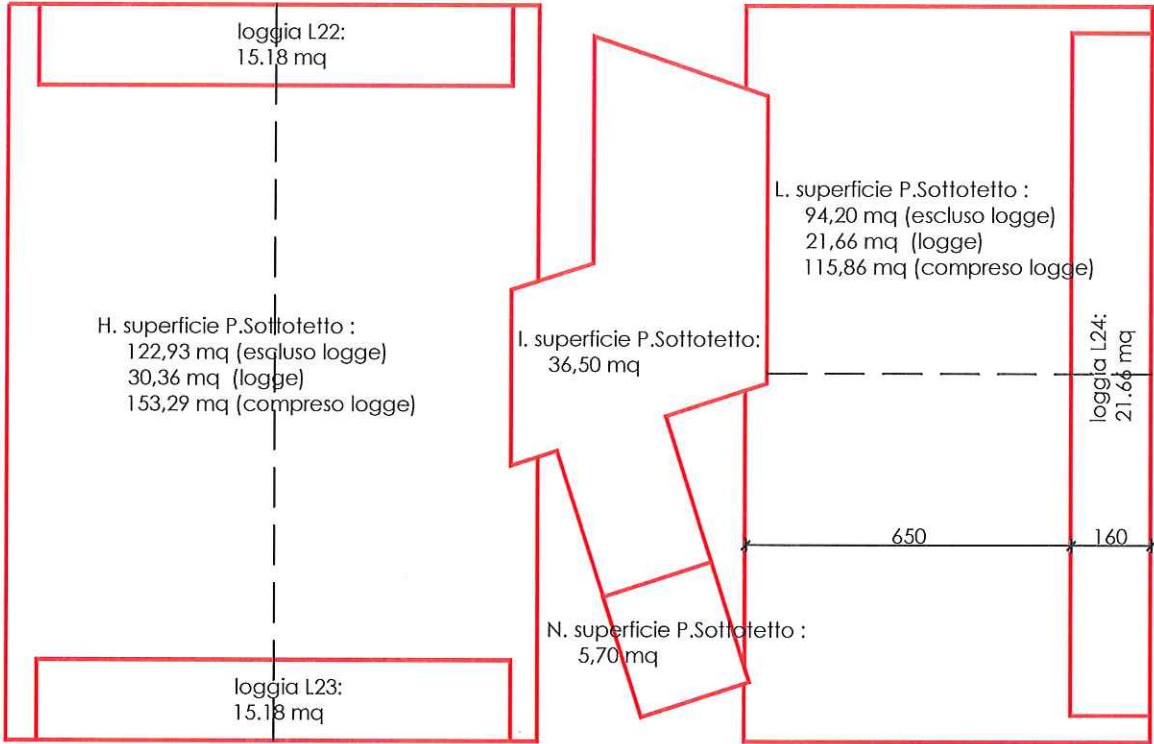 loggia L22:
15.18 mq
H. superficie P.Sottotetto :
122,93 mq (escluso logge)
30,36 mq (logge)
153,29 mq (compreso logge)
loggia L23:
15.18 mq
I. superficie P.Sottotetto:
36,50 mq
N. superficie P.Sottotetto :
5,70 mq
L. superficie P.Sottotetto :
94,20 mq (escluso logge)
21,66 mq (logge)
115,86 mq (compreso logge)
loggia L24:
21.66 mq
650
160